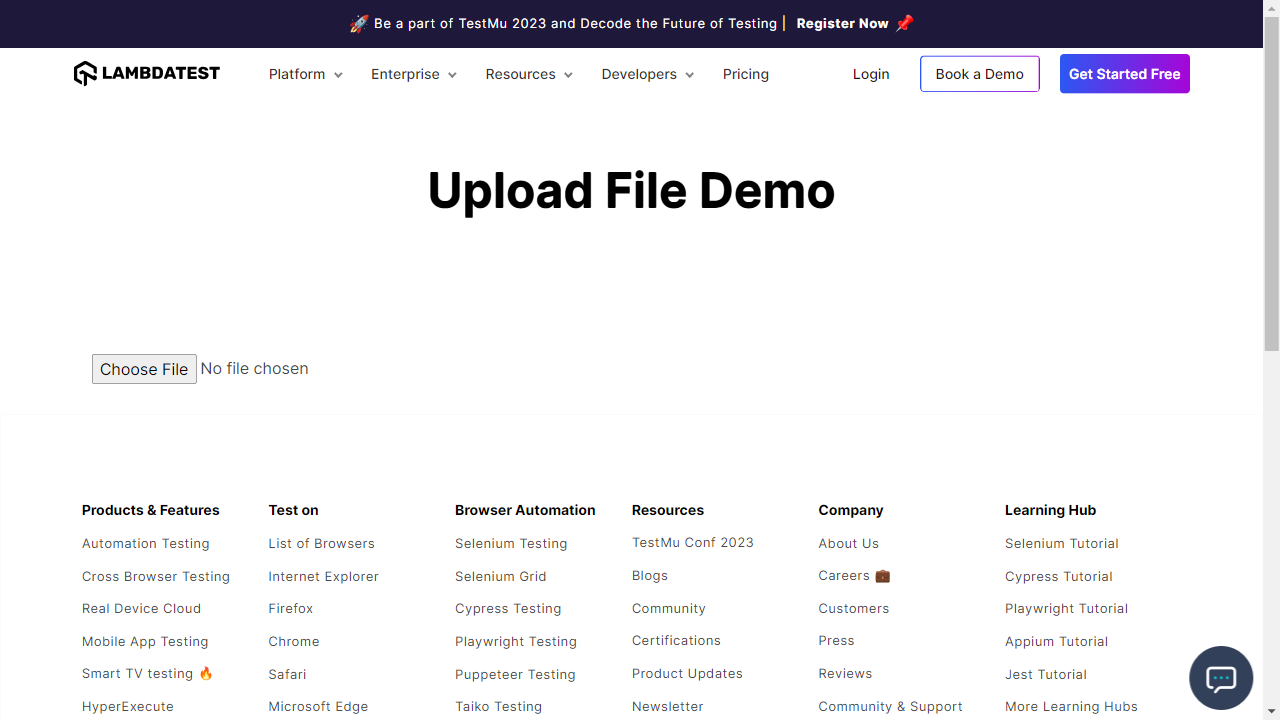 🚀 Be a part of TestMu 2023 and Decode the Future of Testing | Register Now 📌
LAMBDATEST Platform Enterprise Resources Developers Pricing Login Book a Demo Get Started Free
Upload File Demo
Choose File No file chosen
Products & Features
Automation Testing
Cross Browser Testing
Real Device Cloud
Mobile App Testing
Smart TV testing 🔥
HyperExecute
Test on
List of Browsers
Internet Explorer
Firefox
Chrome
Safari
Microsoft Edge
Browser Automation
Selenium Testing
Selenium Grid
Cypress Testing
Playwright Testing
Puppeteer Testing
Taiko Testing
Resources
TestMu Conf 2023
Blogs
Community
Certifications
Product Updates
Newsletter
Company
About Us
Careers 💼
Customers
Press
Reviews
Community & Support
Learning Hub
Selenium Tutorial
Cypress Tutorial
Playwright Tutorial
Appium Tutorial
Jest Tutorial
More Learning Hubs